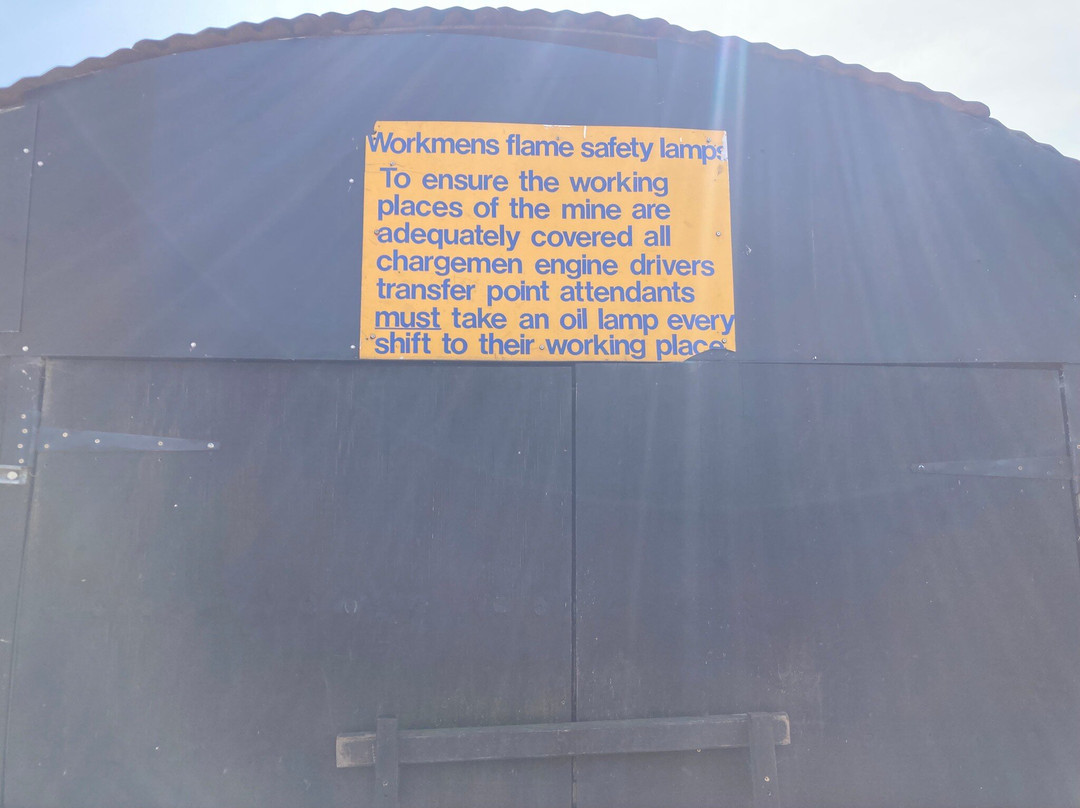 Workmens flame safety lamps
To ensure the working
places of the mine are
adequately covered all
chargemen engine drivers
transfer point attendants
must take an oil lamp every
shift to their working place